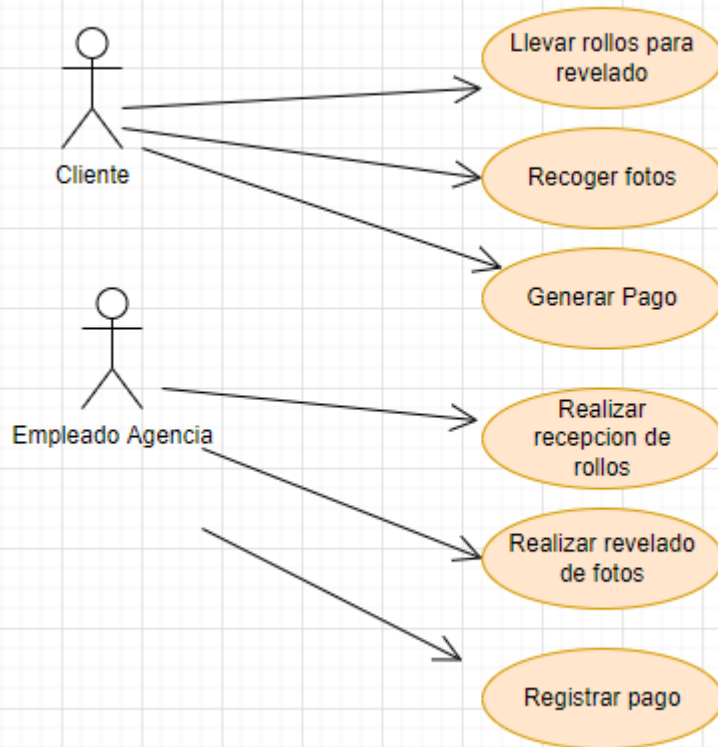 Llevar rollos para
revelado
Cliente
Recoger fotos
Generar Pago
Empleado Agencia
Realizar
recepcion de
rollos
Realizar revelado
de fotos
Registrar pago